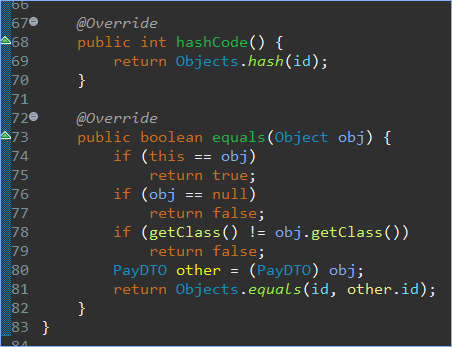 66
67 @Override
68 public int hashCode() {
69 return Objects.hash(id);
70 }
71
72 @Override
73 public boolean equals(Object obj) {
74 if (this == obj)
75 return true;
76 if (obj == null)
77 return false;
78 if (getClass() != obj.getClass())
79 return false;
80 PayDTO other = (PayDTO) obj;
81 return Objects.equals(id, other.id);
82 }
83 }
84